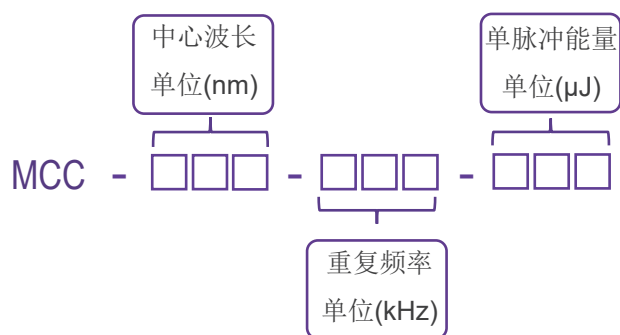 中心波长
单位(nm)
单脉冲能量
单位(μJ)
MCC - □□□ - □□□ - □□□
重复频率
单位(kHz)